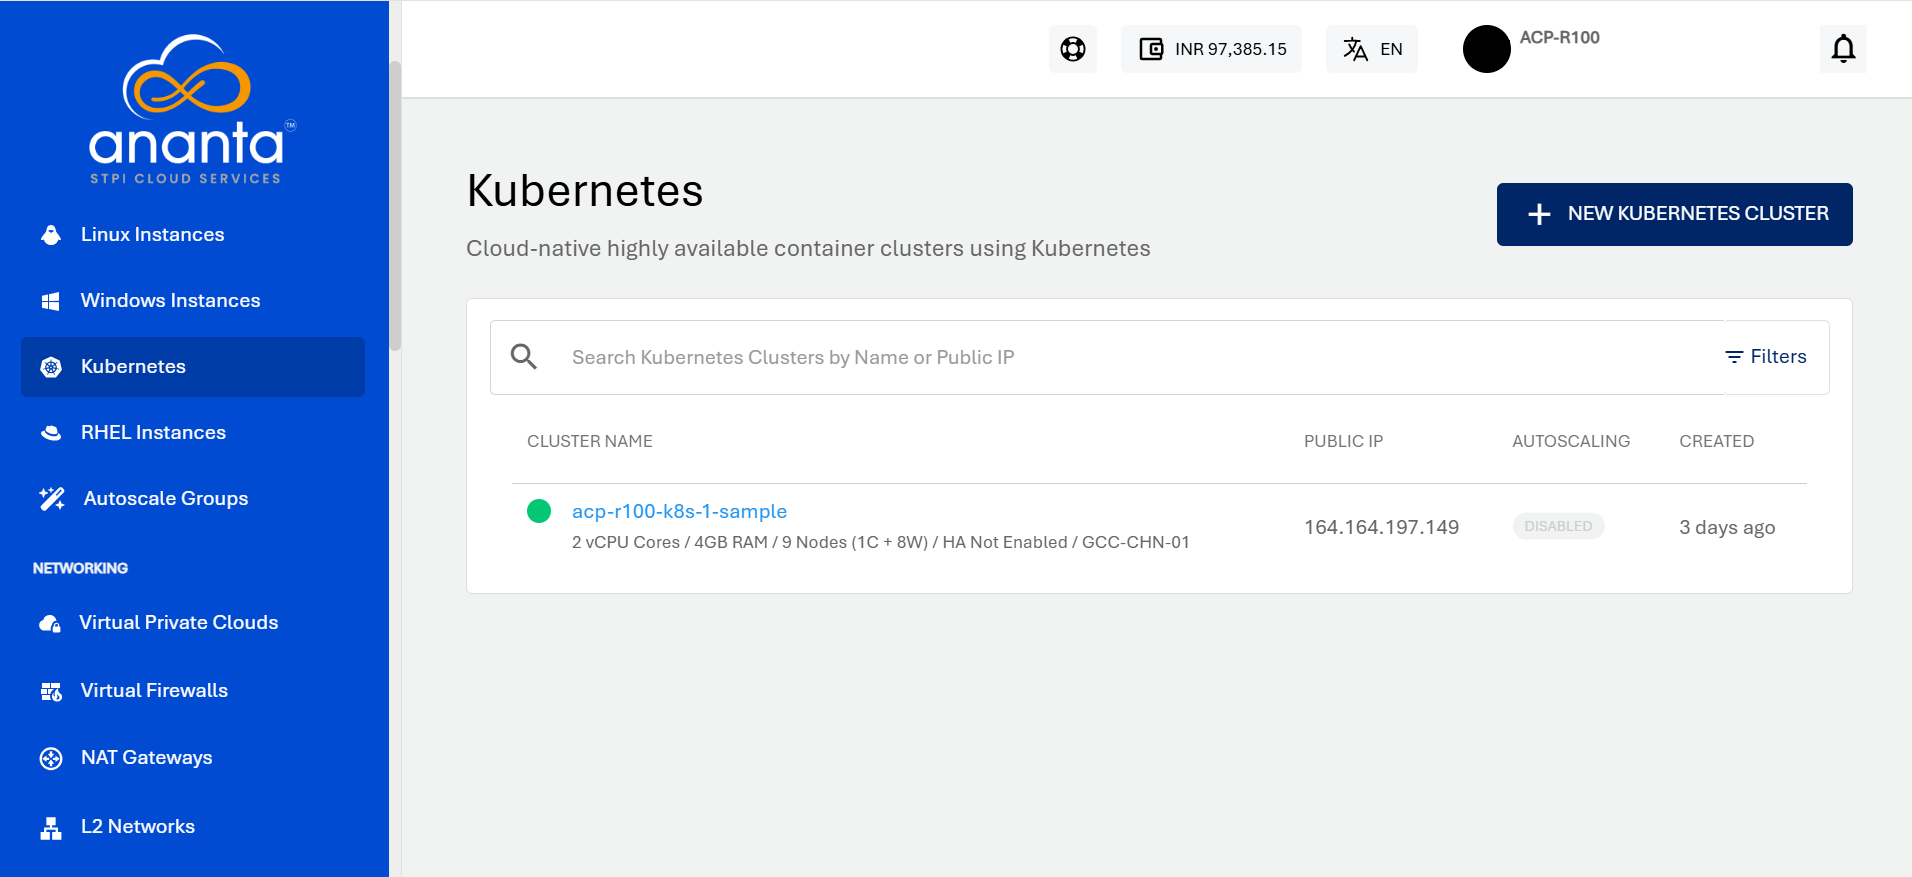 ananta TM
STPI CLOUD SERVICES
Linux Instances
Windows Instances
Kubernetes
RHEL Instances
Autoscale Groups
NETWORKING
Virtual Private Clouds
Virtual Firewalls
NAT Gateways
L2 Networks
INR 97,385.15
EN
ACP-R100
Kubernetes
Cloud-native highly available container clusters using Kubernetes
NEW KUBERNETES CLUSTER
Search Kubernetes Clusters by Name or Public IP
Filters
CLUSTER NAME PUBLIC IP AUTOSCALING CREATED
acp-r100-k8s-1-sample
2 vCPU Cores / 4GB RAM / 9 Nodes (1C + 8W) / HA Not Enabled / GCC-CHN-01
164.164.197.149 DISABLED 3 days ago